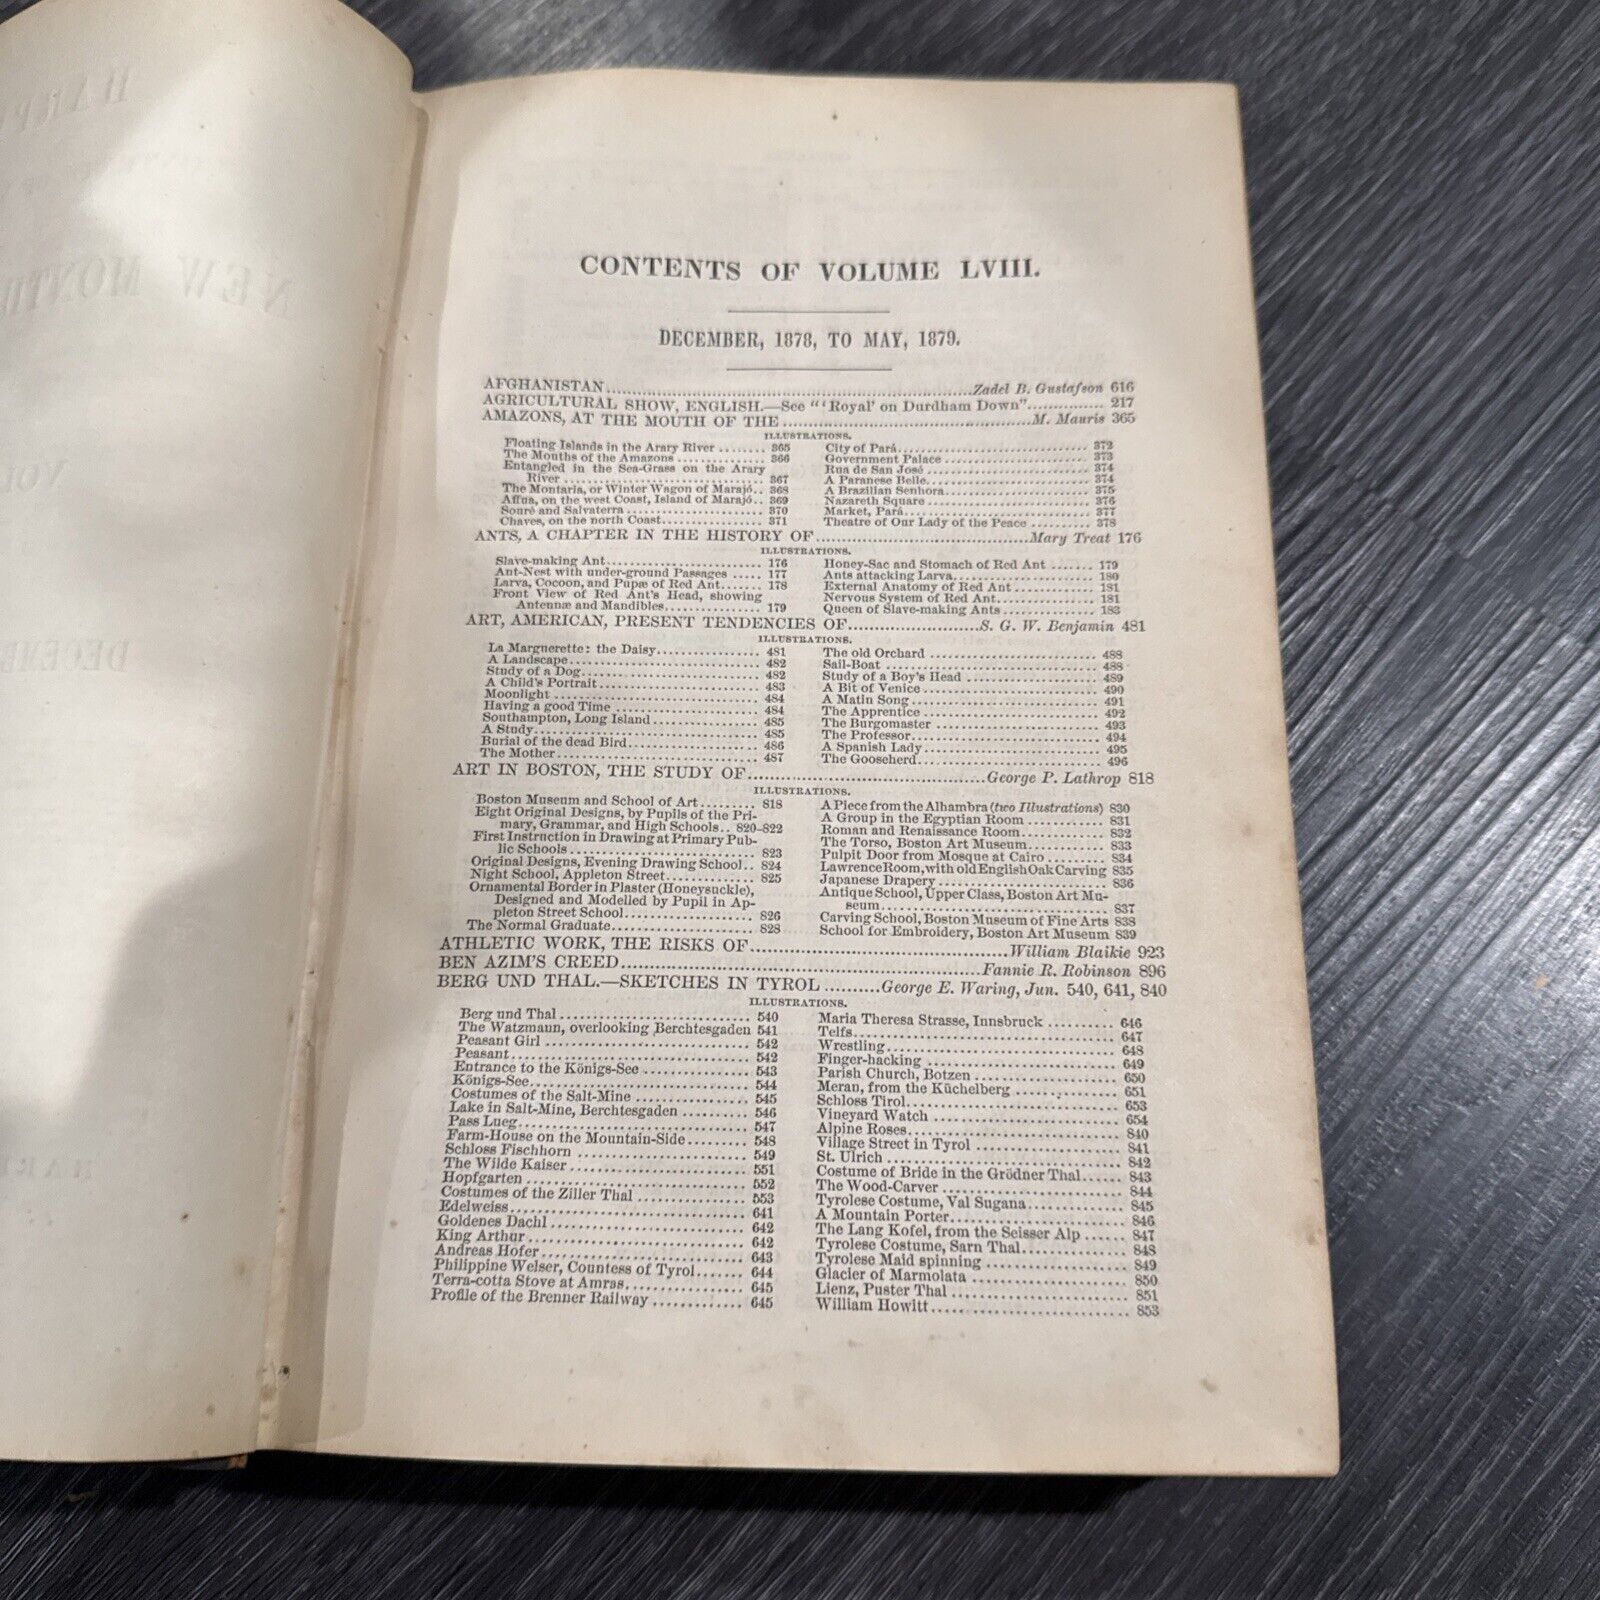 CONTENTS OF VOLUME LVIII.
DECEMBER, 1878, TO MAY, 1879.
AFGHANISTAN Zadel B. Gustafson 616
AGRICULTURAL SHOW, ENGLISH.—See "'Royal' on Durdham Down" 217
AMAZONS, AT THE MOUTH OF THE M. Mauris 365
ILLUSTRATIONS.
Floating Islands in the Arary River 365
The Mouths of the Amazons 366
Entangled in the Sea-Grass on the Arary
River 367
The Montaria, or Winter Wagon of Marajó 368
Affua, on the west Coast, Island of Marajó 369
Souré and Salvaterra 370
Chaves, on the north Coast 371
City of Pará 372
Government Palace 373
Rua de San José 374
A Paranese Belle 374
A Brazilian Senhora 375
Nazareth Square 376
Market, Pará 377
Theatre of Our Lady of the Peace 378
ANTS, A CHAPTER IN THE HISTORY OF Mary Treat 176
ILLUSTRATIONS.
Slave-making Ant 176
Ant-Nest with under-ground Passages 177
Larva, Cocoon, and Pupæ of Red Ant 178
Front View of Red Ant's Head, showing
Antennæ and Mandibles 179
Honey-Sac and Stomach of Red Ant 179
Ants attacking Larva 180
External Anatomy of Red Ant 181
Nervous System of Red Ant 181
Queen of Slave-making Ants 183
ART, AMERICAN, PRESENT TENDENCIES OF S. G. W. Benjamin 481
ILLUSTRATIONS.
La Marguerette: the Daisy 481
A Landscape 482
Study of a Dog 482
A Child's Portrait 483
Moonlight 484
Having a good Time 484
Southampton, Long Island 485
A Study 485
Burial of the dead Bird 486
The Mother 487
The old Orchard 488
Sail-Boat 488
Study of a Boy's Head 489
A Bit of Venice 490
A Matin Song 491
The Apprentice 492
The Burgomaster 493
The Professor 494
A Spanish Lady 495
The Gooseherd 496
ART IN BOSTON, THE STUDY OF George P. Lathrop 818
ILLUSTRATIONS.
Boston Museum and School of Art 818
Eight Original Designs, by Pupils of the Pri-
mary, Grammar, and High Schools 820-822
First Instruction in Drawing at Primary Pub-
lic Schools 823
Original Designs, Evening Drawing School 824
Night School, Appleton Street 825
Ornamental Border in Plaster (Honeysuckle),
Designed and Modelled by Pupil in Ap-
pleton Street School 826
The Normal Graduate 828
A Piece from the Alhambra (two Illustrations) 830
A Group in the Egyptian Room 831
Roman and Renaissance Room 832
The Torso, Boston Art Museum 833
Pulpit Door from Mosque at Cairo 834
Lawrence Room, with old English Oak Carving 835
Japanese Drapery 836
Antique School, Upper Class, Boston Art Mu-
seum 837
Carving School, Boston Museum of Fine Arts 838
School for Embroidery, Boston Art Museum 839
ATHLETIC WORK, THE RISKS OF William Blaikie 923
BEN AZIM'S CREED Fannie R. Robinson 896
BERG UND THAL.—SKETCHES IN TYROL George E. Waring, Jun. 540, 641, 840
ILLUSTRATIONS.
Berg und Thal 540
The Watzmann, overlooking Berchtesgaden 541
Peasant Girl 542
Peasant 542
Entrance to the Königs-See 543
Königs-See 544
Costumes of the Salt-Mine 545
Lake in Salt-Mine, Berchtesgaden 546
Pass Lueg 547
Farm-House on the Mountain-Side 548
Schloss Fischhorn 549
The Wilde Kaiser 551
Hopfgarten 552
Costumes of the Ziller Thal 553
Edelweiss 641
Goldenes Dachl 642
King Arthur 642
Andreas Hofer 643
Philippine Welser, Countess of Tyrol 644
Terra-cotta Stove at Amras 645
Profile of the Brenner Railway 645
Maria Theresa Strasse, Innsbruck 646
Telfs 647
Wrestling 648
Finger-hacking 649
Parish Church, Botzen 650
Meran, from the Küchelberg 651
Schloss Tirol 653
Vineyard Watch 654
Alpine Roses 840
Village Street in Tyrol 841
St. Ulrich 842
Costume of Bride in the Grödner Thal 843
The Wood-Carver 844
Tyrolese Costume, Val Sugana 845
A Mountain Porter 846
The Lang Kofel, from the Seisser Alp 847
Tyrolese Costume, Sarn Thal 848
Tyrolese Maid spinning 849
Glacier of Marmolata 850
Lienz, Puster Thal 851
William Howitt 853